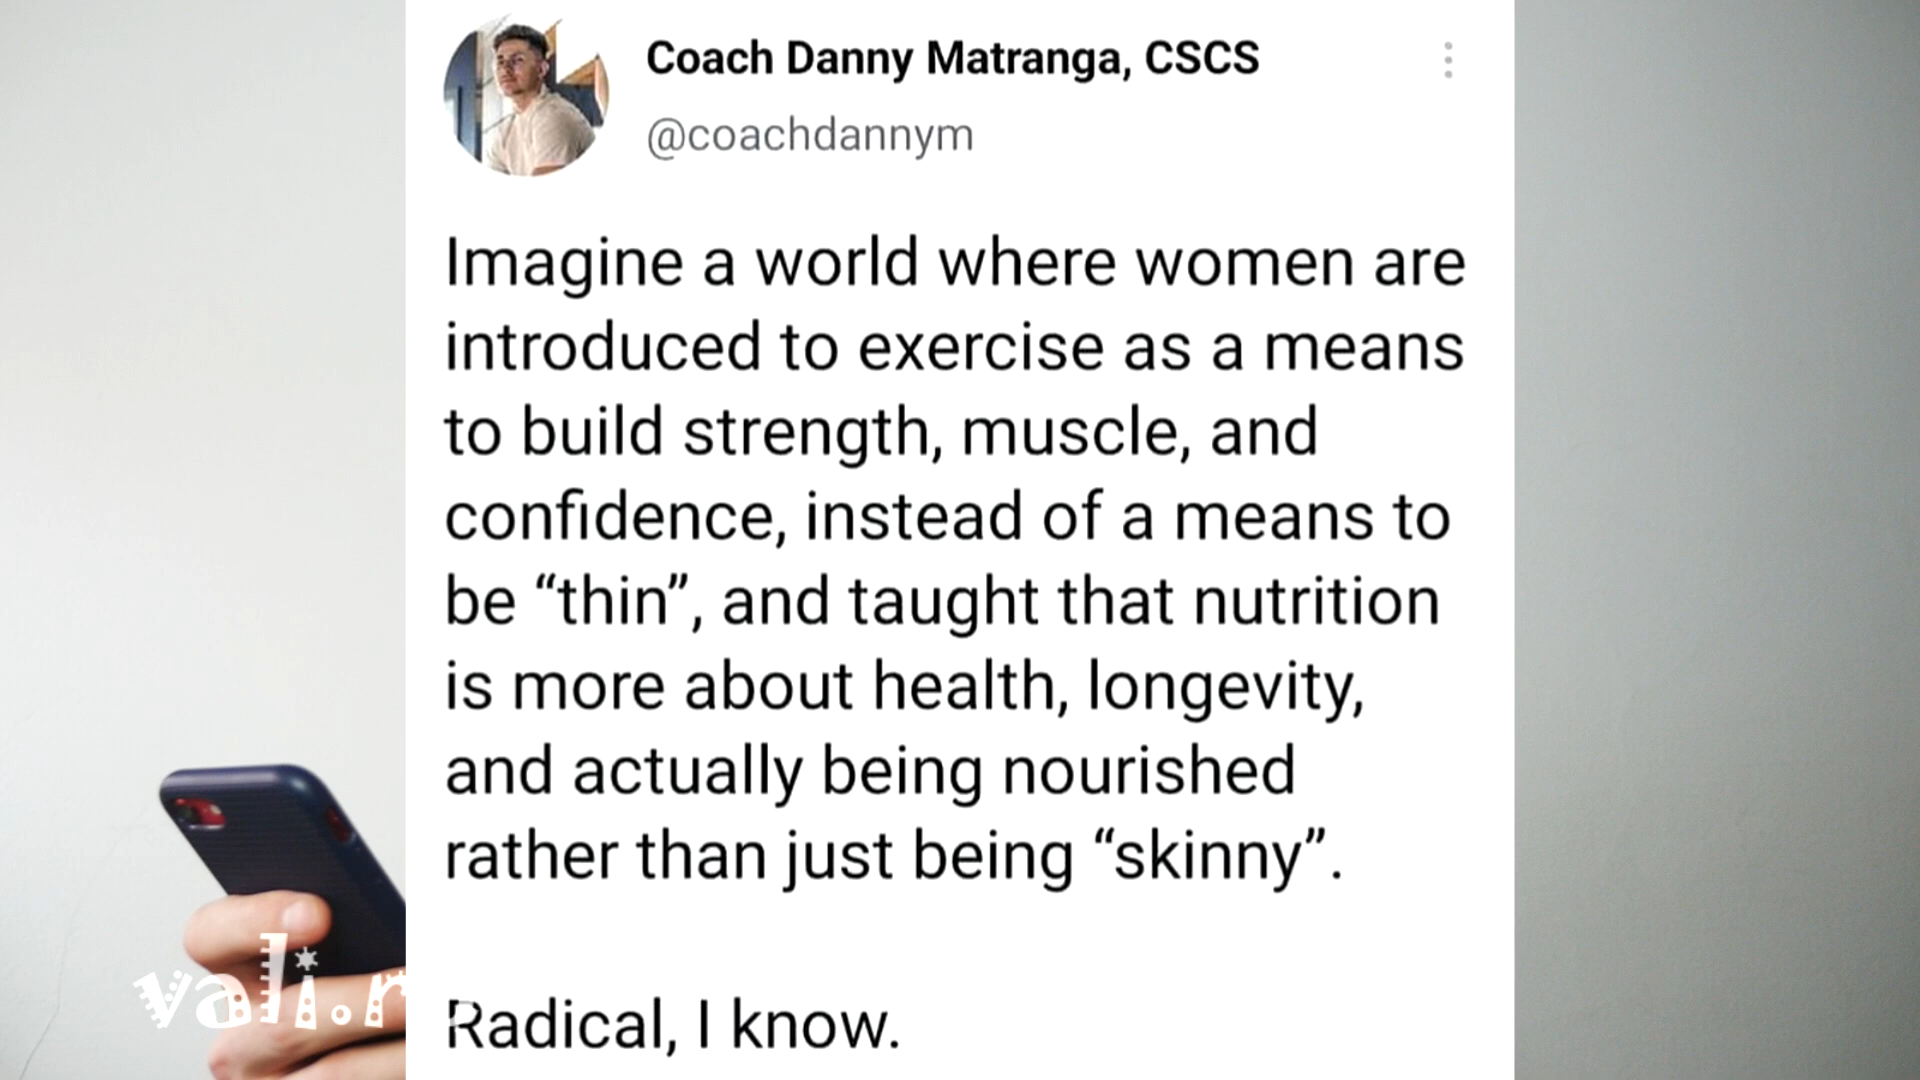 Coach Danny Matranga, CSCS
@coachdannym
Imagine a world where women are
introduced to exercise as a means
to build strength, muscle, and
confidence, instead of a means to
be “thin”, and taught that nutrition
is more about health, longevity,
and actually being nourished
rather than just being “skinny”.
Radical, I know.